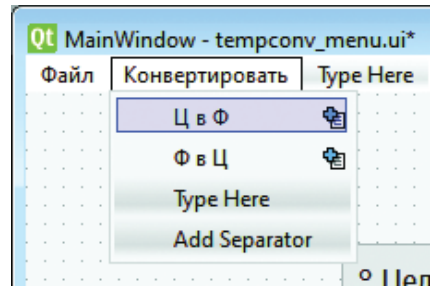 Qt MainWindow - tempconv_menu.ui*
Файл Конвертировать Type Here
Ц в Ф
Ф в Ц
Type Here
Add Separator